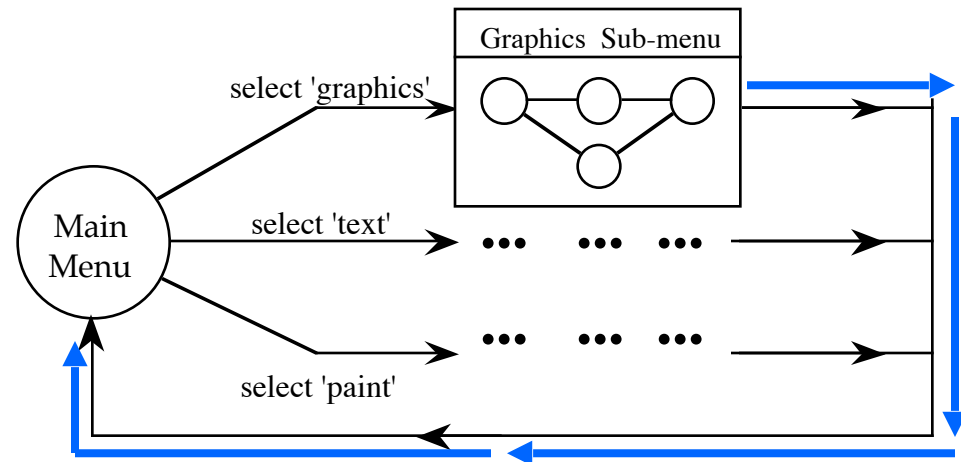 Graphics Sub-menu
select 'graphics'
Main
Menu
select 'text'
select 'paint'